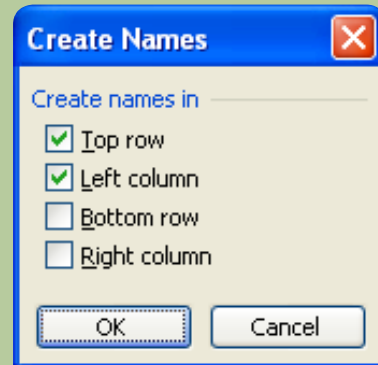 Create Names
Create names in
Top row
Left column
Bottom row
Right column
OK
Cancel